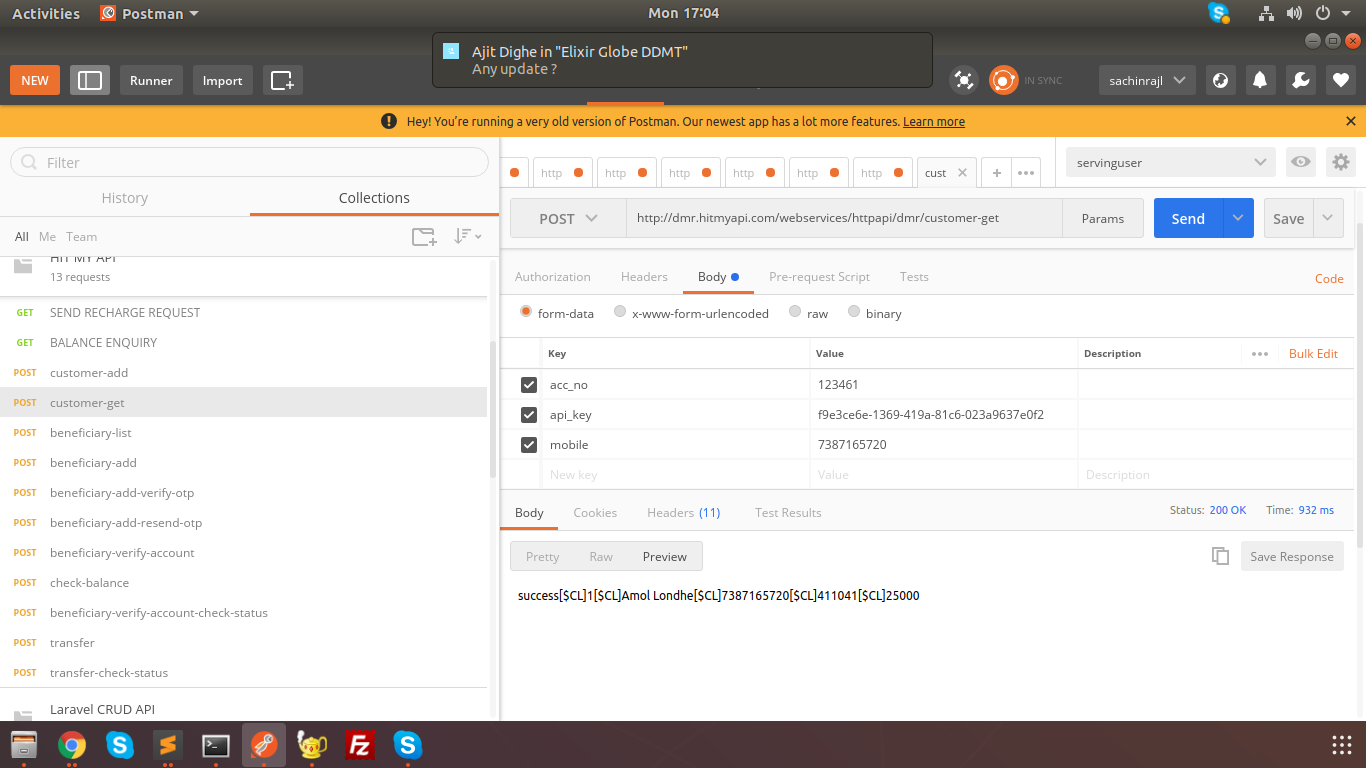 Activities Postman Mon 17:04
Ajit Dighe in "Elixir Globe DDMT"
Any update ?
NEW Runner Import IN SYNC sachinrajl
Hey! You're running a very old version of Postman. Our newest app has a lot more features. Learn more
Filter
History Collections
All Me Team
HIT MY API
13 requests
GET SEND RECHARGE REQUEST
GET BALANCE ENQUIRY
POST customer-add
POST customer-get
POST beneficiary-list
POST beneficiary-add
POST beneficiary-add-verify-otp
POST beneficiary-add-resend-otp
POST beneficiary-verify-account
POST check-balance
POST beneficiary-verify-account-check-status
POST transfer
POST transfer-check-status
Laravel CRUD API
http http http http http http cust servinguser
POST http://dmr.hitmyapi.com/webservices/httpapi/dmr/customer-get Params Send Save
Authorization Headers Body Pre-request Script Tests Code
form-data x-www-form-urlencoded raw binary
Key Value Description Bulk Edit
acc_no 123461
api_key f9e3ce6e-1369-419a-81c6-023a9637e0f2
mobile 7387165720
New key Value Description
Body Cookies Headers (11) Test Results Status: 200 OK Time: 932 ms
Pretty Raw Preview Save Response
success[$CL]1[$CL]Amol Londhe[$CL]7387165720[$CL]411041[$CL]25000